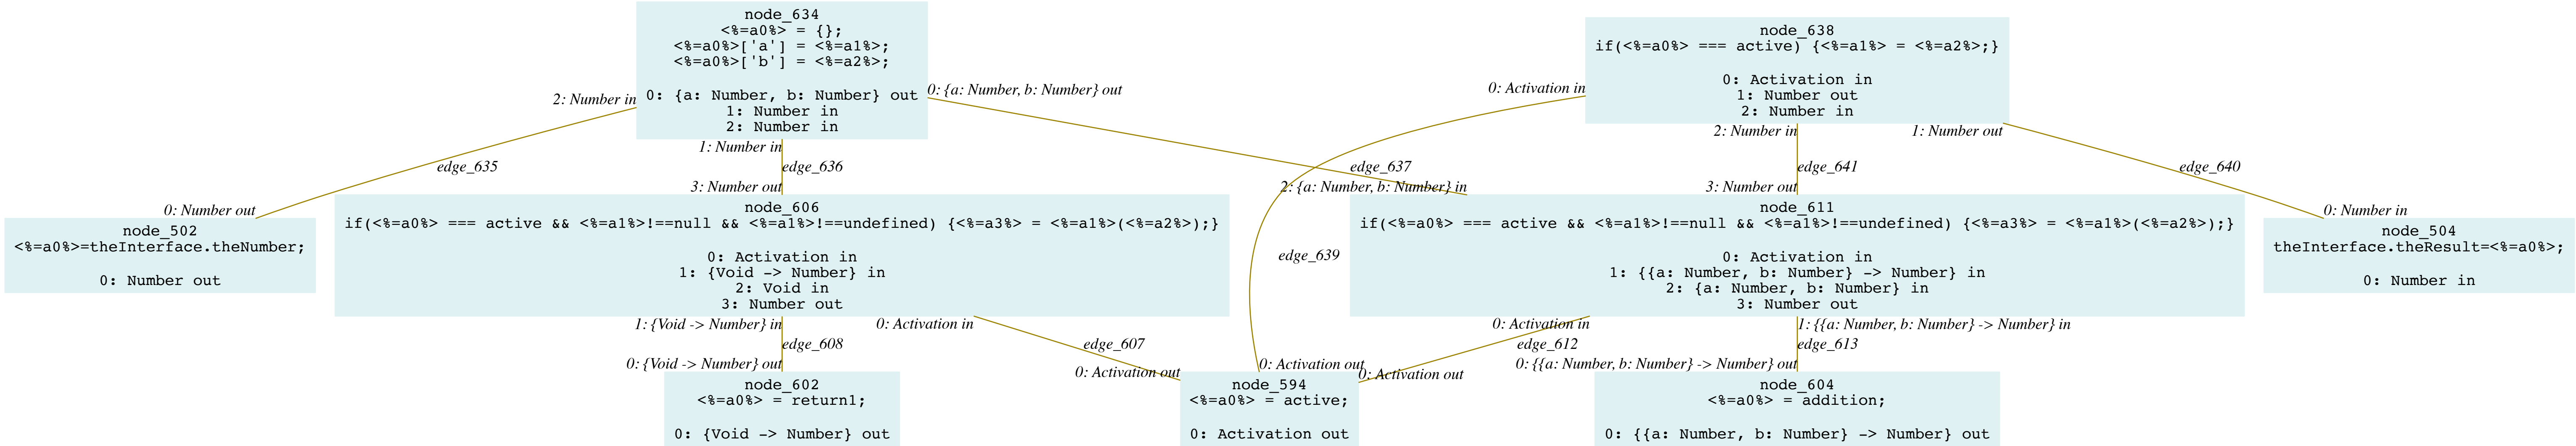 node_634
<%=a0%> = {};
<%=a0%>['a'] = <%=a1%>;
<%=a0%>['b'] = <%=a2%>;
0: {a: Number, b: Number} out
1: Number in
2: Number in
node_638
if(<%=a0%> === active) {<%=a1%> = <%=a2%>;}
0: Activation in
1: Number out
2: Number in
2: Number in
0: {a: Number, b: Number} out
0: Activation in
1: Number in
2: Number in
1: Number out
edge_635
edge_636
edge_637
edge_641
edge_640
0: Number out
3: Number out
2: {a: Number, b: Number} in
3: Number out
0: Number in
node_502
<%=a0%>=theInterface.theNumber;
0: Number out
node_606
if(<%=a0%> === active && <%=a1%>!==null && <%=a1%>!==undefined) {<%=a3%> = <%=a1%>(<%=a2%>);}
0: Activation in
1: {Void -> Number} in
2: Void in
3: Number out
edge_639
node_611
if(<%=a0%> === active && <%=a1%>!==null && <%=a1%>!==undefined) {<%=a3%> = <%=a1%>(<%=a2%>);}
0: Activation in
1: {{a: Number, b: Number} -> Number} in
2: {a: Number, b: Number} in
3: Number out
node_504
theInterface.theResult=<%=a0%>;
0: Number in
1: {Void -> Number} in
0: Activation in
0: Activation in
1: {{a: Number, b: Number} -> Number} in
edge_608
edge_607
edge_612
edge_613
0: {Void -> Number} out
0: Activation out
0: Activation out
0: Activation out
0: {{a: Number, b: Number} -> Number} out
node_602
<%=a0%> = return1;
0: {Void -> Number} out
node_594
<%=a0%> = active;
0: Activation out
node_604
<%=a0%> = addition;
0: {{a: Number, b: Number} -> Number} out